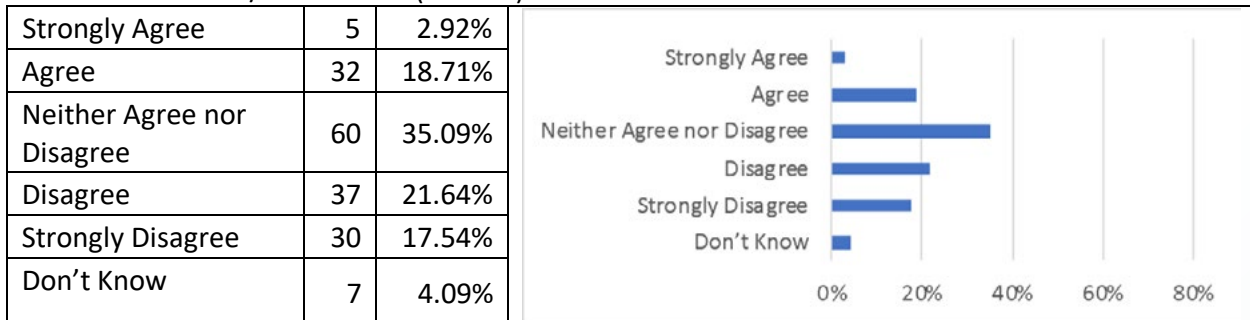 Strongly Agree 5 2.92%
Agree 32 18.71%
Neither Agree nor
Disagree 60 35.09%
Disagree 37 21.64%
Strongly Disagree 30 17.54%
Don't Know 7 4.09%
Strongly Agree
Agree
Neither Agree nor Disagree
Disagree
Strongly Disagree
Don't Know
0% 20% 40% 60% 80%